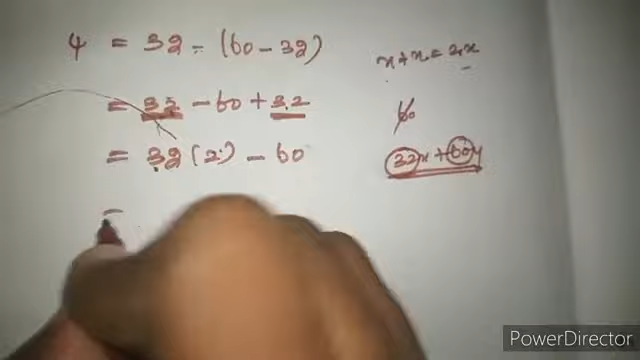 4 = 32 - (60 - 32)
x + x = 2x
= 32 - 60 + 32
60
= 32 (2) - 60
32x + 60y
=
PowerDirector